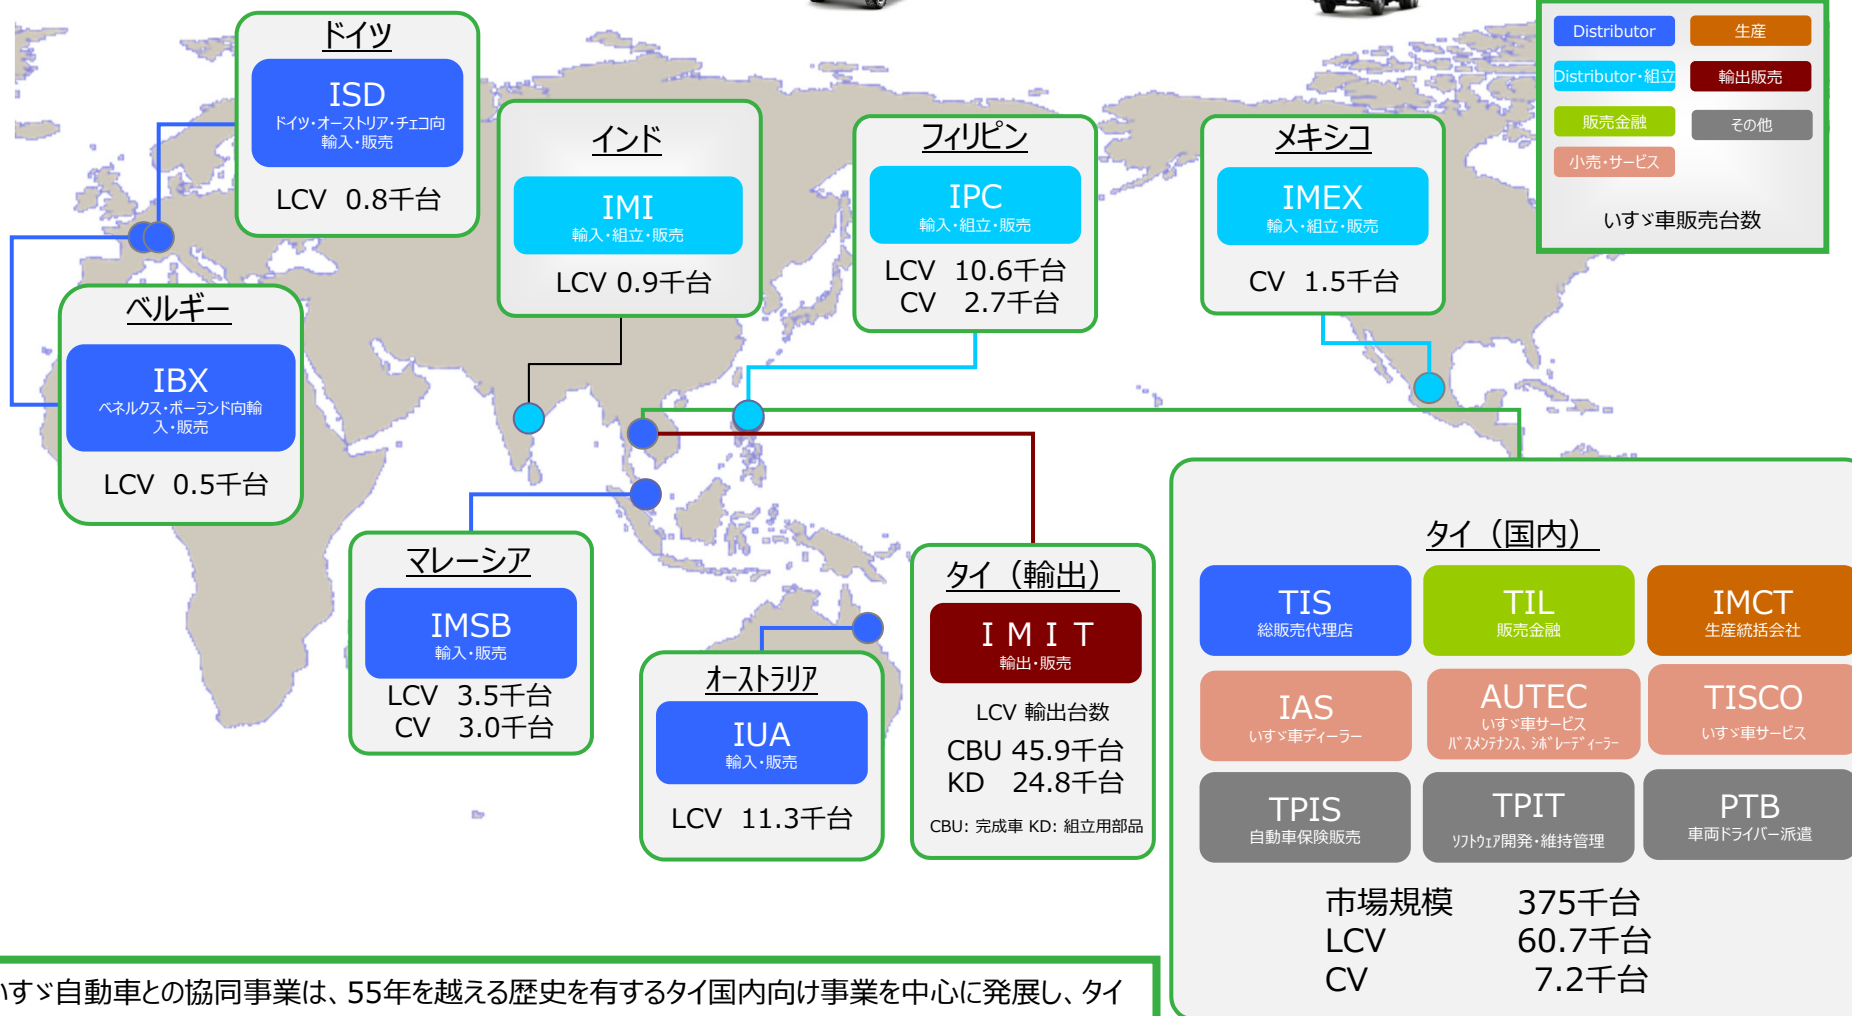 ドイツ
ISD
ドイツ・オーストリア・チェコ向
輸入・販売
LCV 0.8千台
インド
IMI
輸入・組立・販売
LCV 0.9千台
フィリピン
IPC
輸入・組立・販売
LCV 10.6千台
CV 2.7千台
メキシコ
IMEX
輸入・組立・販売
CV 1.5千台
Distributor
生産
Distributor・組立
輸出販売
販売金融
その他
小売・サービス
いすゞ車販売台数
ベルギー
IBX
ベネルクス・ポーランド向輸
入・販売
LCV 0.5千台
マレーシア
IMSB
輸入・販売
LCV 3.5千台
CV 3.0千台
オーストラリア
IUA
輸入・販売
LCV 11.3千台
タイ（輸出）
ＩＭＩＴ
輸出・販売
LCV 輸出台数
CBU 45.9千台
KD 24.8千台
CBU: 完成車 KD: 組立用部品
タイ（国内）
TIS
総販売代理店
TIL
販売金融
IMCT
生産統括会社
IAS
いすゞ車ディーラー
AUTEC
いすゞ車サービス
バスメンテナンス、シボレーディーラー
TISCO
いすゞ車サービス
TPIS
自動車保険販売
TPIT
ソフトウェア開発・維持管理
PTB
車両ドライバー派遣
市場規模 375千台
LCV 60.7千台
CV 7.2千台
いすゞ自動車との協同事業は、55年を越える歴史を有するタイ国内向け事業を中心に発展し、タイ